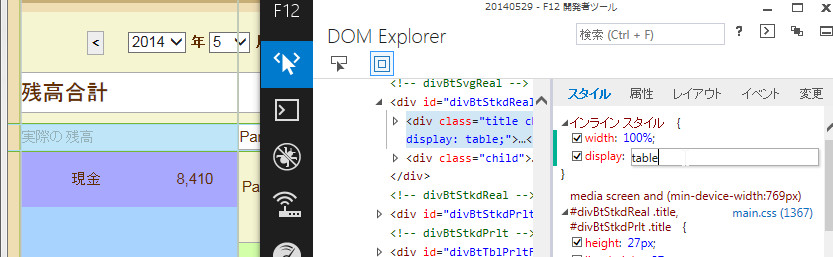 <
2014 年 5
残高合計
実際の 残高
Par
現金 8,410
Pa
F12
20140529 - F12 開発者ツール
DOM Explorer
検索 (Ctrl + F)
?
<!-- divBtSvgReal -->
<div id="divBtStkdReal
<div class="title ch
display: table;">…<
<div class="child">
</div>
<!-- divBtStkdReal -->
<div id="divBtStkdPrlt
<!-- divBtStkdPrlt -->
<div id="divBtTblPrltF
スタイル 属性 レイアウト イベント 変更
インライン スタイル {
width: 100%;
display: table
}
media screen and (min-device-width:769px)
#divBtStkdReal .title, main.css (1367)
#divBtStkdPrlt .title {
height: 27px;